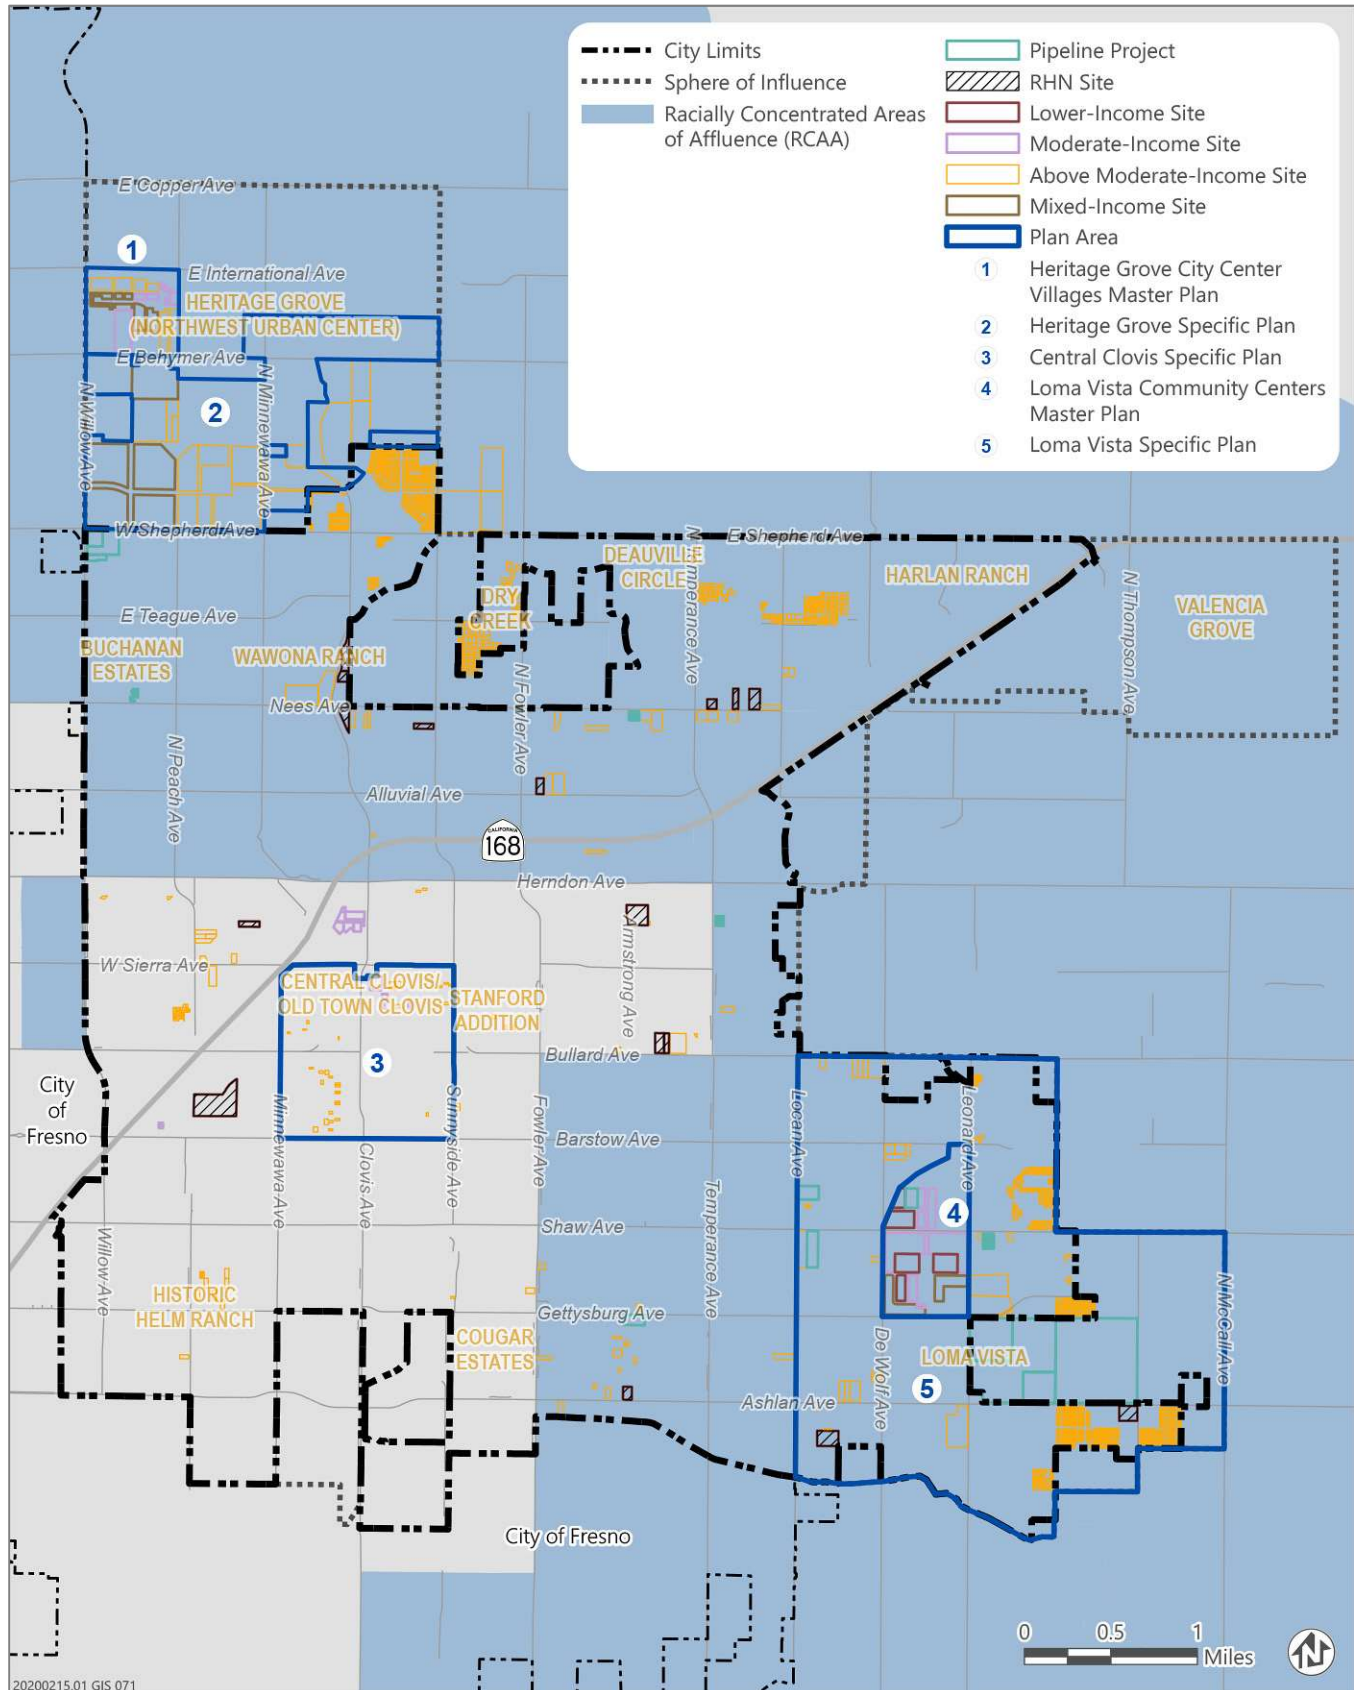 City Limits
Sphere of Influence
Racially Concentrated Areas
of Affluence (RCAA)
Pipeline Project
RHN Site
Lower-Income Site
Moderate-Income Site
Above Moderate-Income Site
Mixed-Income Site
Plan Area
1 Heritage Grove City Center
Villages Master Plan
2 Heritage Grove Specific Plan
3 Central Clovis Specific Plan
4 Loma Vista Community Centers
Master Plan
5 Loma Vista Specific Plan
E Copper Ave
1
E International Ave
HERITAGE GROVE
(NORTHWEST URBAN CENTER)
E Behymer Ave
N Willow Ave
2
N Minnewawa Ave
W Shepherd Ave
E Shepherd Ave
DEAUVILLE
CIRCLE
N Temperance Ave
HARLAN RANCH
N Thompson Ave
VALENCIA
GROVE
DRY
CREEK
E Teague Ave
BUCHANAN
ESTATES
WAWONA RANCH
Nees Ave
N Fowler Ave
N Peach Ave
Alluvial Ave
CALIFORNIA
168
Herndon Ave
Armstrong Ave
W Sierra Ave
CENTRAL CLOVIS/
OLD TOWN CLOVIS
STANFORD
ADDITION
3
Bullard Ave
City
of
Fresno
Minnewawa Ave
Clovis Ave
Sunnyside Ave
Fowler Ave
Barstow Ave
Locan Ave
Leonard Ave
Temperance Ave
4
Shaw Ave
Willow Ave
HISTORIC
HELM RANCH
Gettysburg Ave
COUGAR
ESTATES
De Wolf Ave
LOMA VISTA
N McCall Ave
5
Ashlan Ave
City of Fresno
0 0.5 1
Miles
N
20200215.01 GIS 071